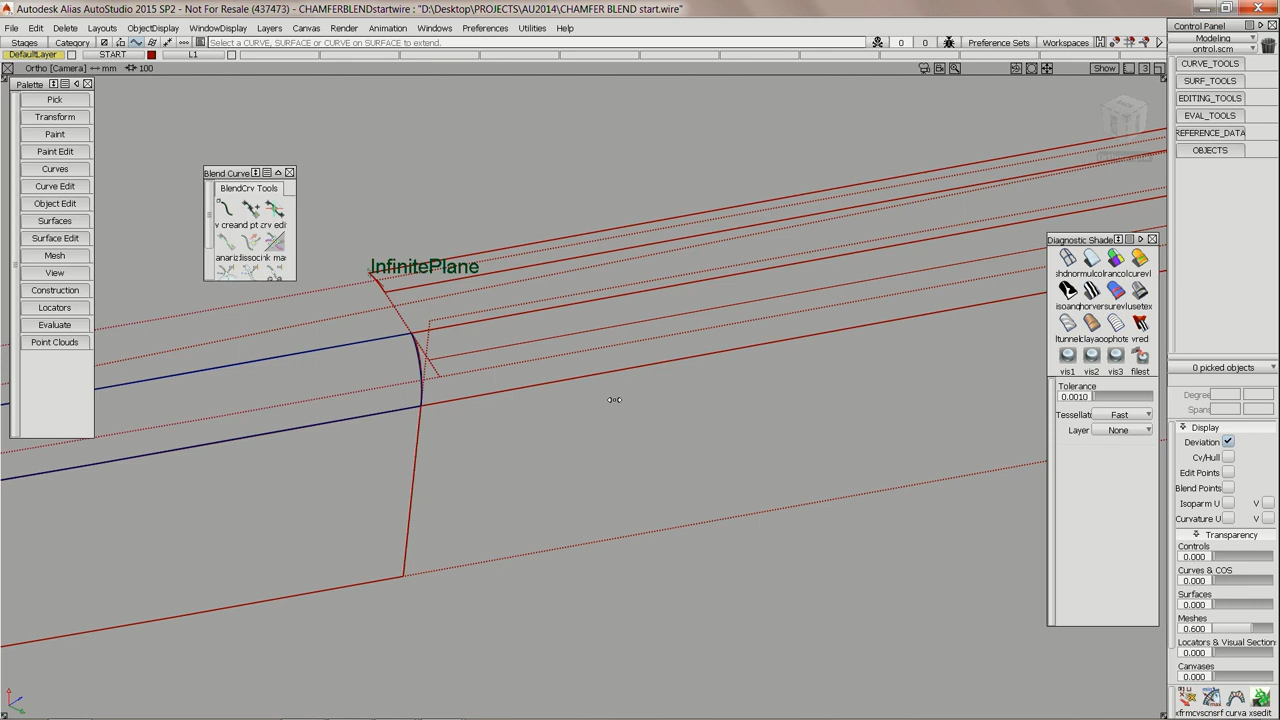 Autodesk Alias AutoStudio 2015 SP2 - Not For Resale (437473) - CHAMFERBLENDstartwire : "D:\Desktop\PROJECTS\AU2014\CHAMFER BLEND start.wire"
File Edit Delete Layouts ObjectDisplay WindowDisplay Layers Canvas Render Animation Windows Preferences Utilities Help
Stages Category Select a CURVE, SURFACE or CURVE on SURFACE to extend. 0 0 Preference Sets Workspaces
DefaultLayer START L1
Ortho [Camera] mm 100 Show 3
Palette
Pick
Transform
Paint
Paint Edit
Curves
Curve Edit
Object Edit
Surfaces
Surface Edit
Mesh
View
Construction
Locators
Evaluate
Point Clouds
Blend Curve
BlendCrv Tools
InfinitePlane
Diagnostic Shade
vis1 vis2 vis3 filest
Tolerance
0.0010
Tessellat Fast
Layer None
Control Panel
Modeling
ontrol.scm
CURVE_TOOLS
SURF_TOOLS
EDITING_TOOLS
EVAL_TOOLS
REFERENCE_DATA
OBJECTS
0 picked objects
Degree
Spans
Display
Deviation
Cv/Hull
Edit Points
Blend Points
Isoparm U V
Curvature U V
Transparency
Controls
0.000
Curves & COS
0.000
Surfaces
0.000
Meshes
0.600
Locators & Visual Section
0.000
Canvases
0.000